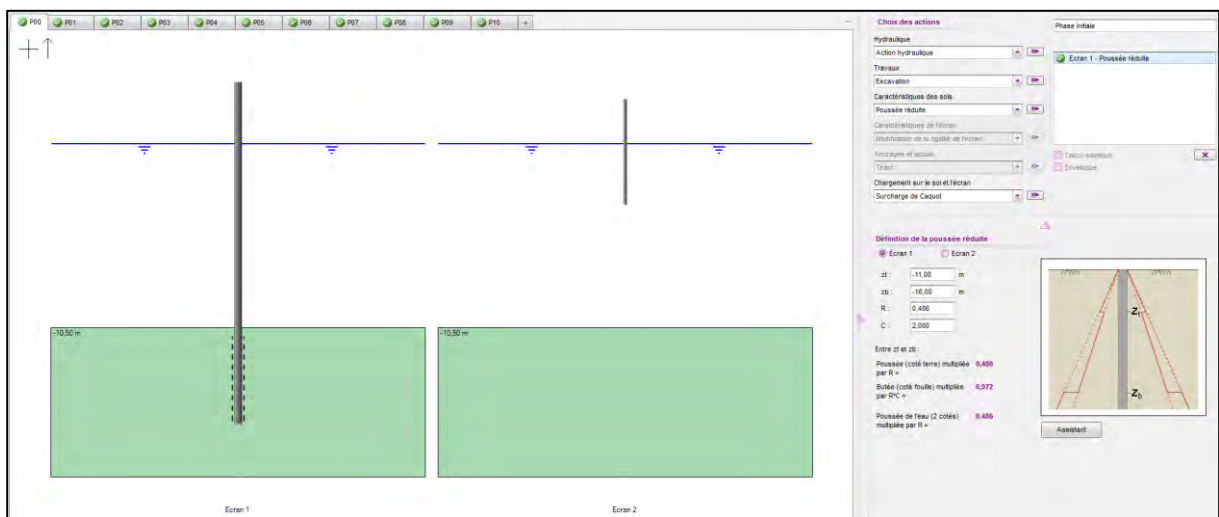 P00 P01 P02 P03 P04 P05 P06 P07 P08 P09 P10 +
-10,50 m
-10,50 m
Ecran 1
Ecran 2
Choix des actions
Hydraulique
Action hydraulique
Travaux
Excavation
Caractéristiques des sols
Poussée réduite
Caractéristiques de l'écran
Modification de la rigidité de l'écran
Ancrages et appuis
Tirant
Chargement sur le sol et l'écran
Surcharge de Caquot
Phase initiale
Ecran 1 - Poussée réduite
Calcul sismique
Enveloppe
Définition de la poussée réduite
Ecran 1 Ecran 2
zt : -11,00 m
zb : -16,00 m
R : 0,486
C : 2,000
Entre zt et zb :
Poussée (coté terre) multipliée 0,486
par R =
Butée (coté fouille) multipliée 0,972
par R*C =
Poussée de l'eau (2 cotés) 0,486
multipliée par R =
Zt
Zb
Assistant